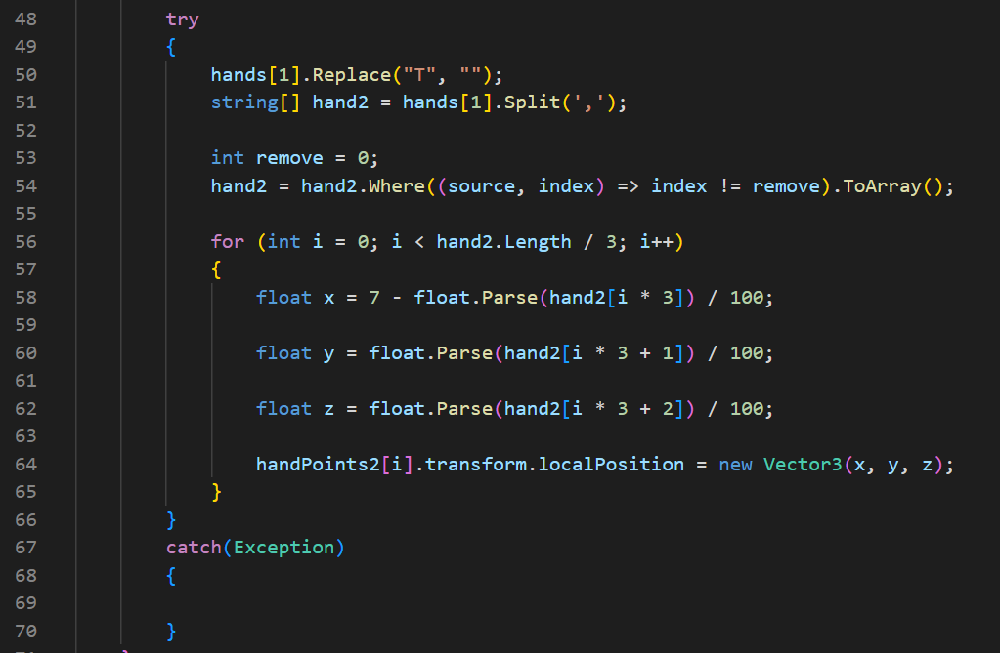 48 try
49 {
50 hands[1].Replace("T", "");
51 string[] hand2 = hands[1].Split(',');
52
53 int remove = 0;
54 hand2 = hand2.Where((source, index) => index != remove).ToArray();
55
56 for (int i = 0; i < hand2.Length / 3; i++)
57 {
58 float x = 7 - float.Parse(hand2[i * 3]) / 100;
59
60 float y = float.Parse(hand2[i * 3 + 1]) / 100;
61
62 float z = float.Parse(hand2[i * 3 + 2]) / 100;
63
64 handPoints2[i].transform.localPosition = new Vector3(x, y, z);
65 }
66 }
67 catch(Exception)
68 {
69
70 }